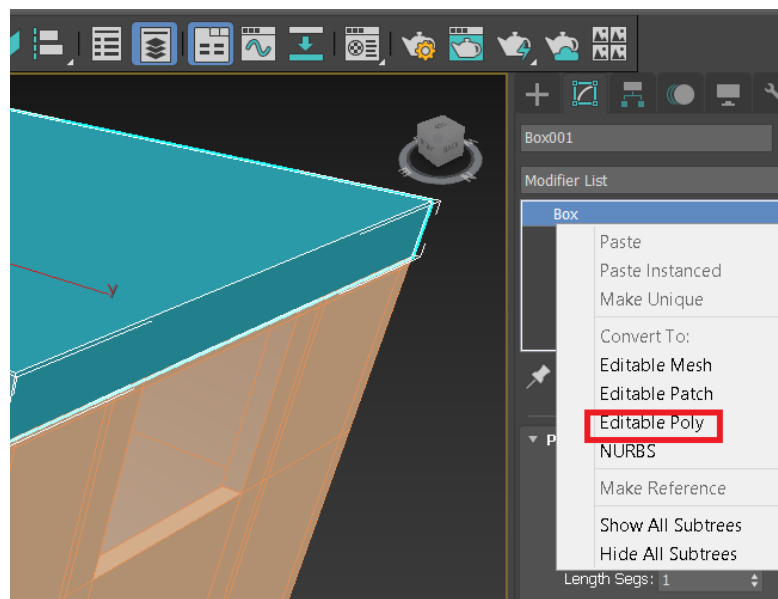 Box001
Modifier List
Box
Paste
Paste Instanced
Make Unique
Convert To:
Editable Mesh
Editable Patch
Editable Poly
NURBS
Make Reference
Show All Subtrees
Hide All Subtrees
P
Length Segs: 1
y